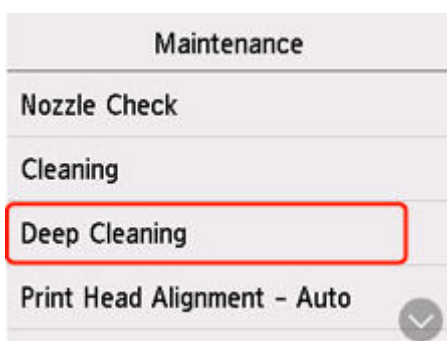 Maintenance
Nozzle Check
Cleaning
Deep Cleaning
Print Head Alignment - Auto